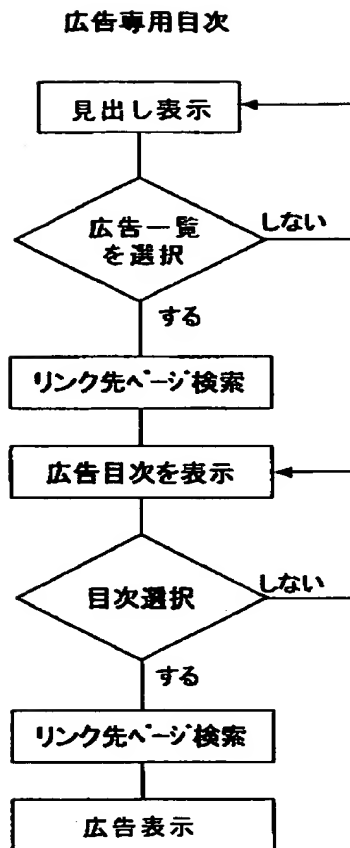 広告専用目次
見出し表示
広告一覧
を選択
しない
する
リンク先ページ検索
広告目次を表示
しない
目次選択
する
リンク先ページ検索
広告表示